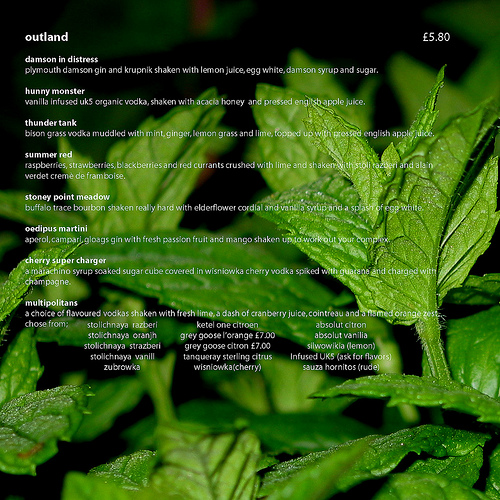 outland £5.80
damson in distress
plymouth damson gin and krupnik shaken with lemon juice, egg white, damson syrup and sugar.
hunny monster
vanilla infused uk5 organic vodka, shaken with acacia honey and pressed english apple juice.
thunder tank
bison grass vodka muddled with mint, ginger, lemon grass and lime, topped up with pressed english apple juice.
summer red
raspberries, strawberries, blackberries and red currants crushed with lime and shaken with stoli razberi and alain
verdet creme de framboise.
stoney point meadow
buffalo trace bourbon shaken really hard with elderflower cordial and vanilla syrup and a splash of egg white.
oedipus martini
aperol, campari, gloags gin with fresh passion fruit and mango shaken up to work out your complex.
cherry super charger
a maraschino syrup soaked sugar cube covered in wisniowka cherry vodka spiked with guarana and charged with
champagne.
multipolitans
a choice of flavoured vodkas shaken with fresh lime, a dash of cranberry juice, cointreau and a flamed orange zest.
chose from;
stolichnaya razberi ketel one citroen absolut citron
stolichnaya oranjh grey goose l'orange £7.00 absolut vanilia
stolichnaya strazberi grey goose citron £7.00 silwowikia (lemon)
stolichnaya vanill tanqueray sterling citrus Infused UK5 (ask for flavors)
zubrowka wisniowka(cherry) sauza hornitos (rude)